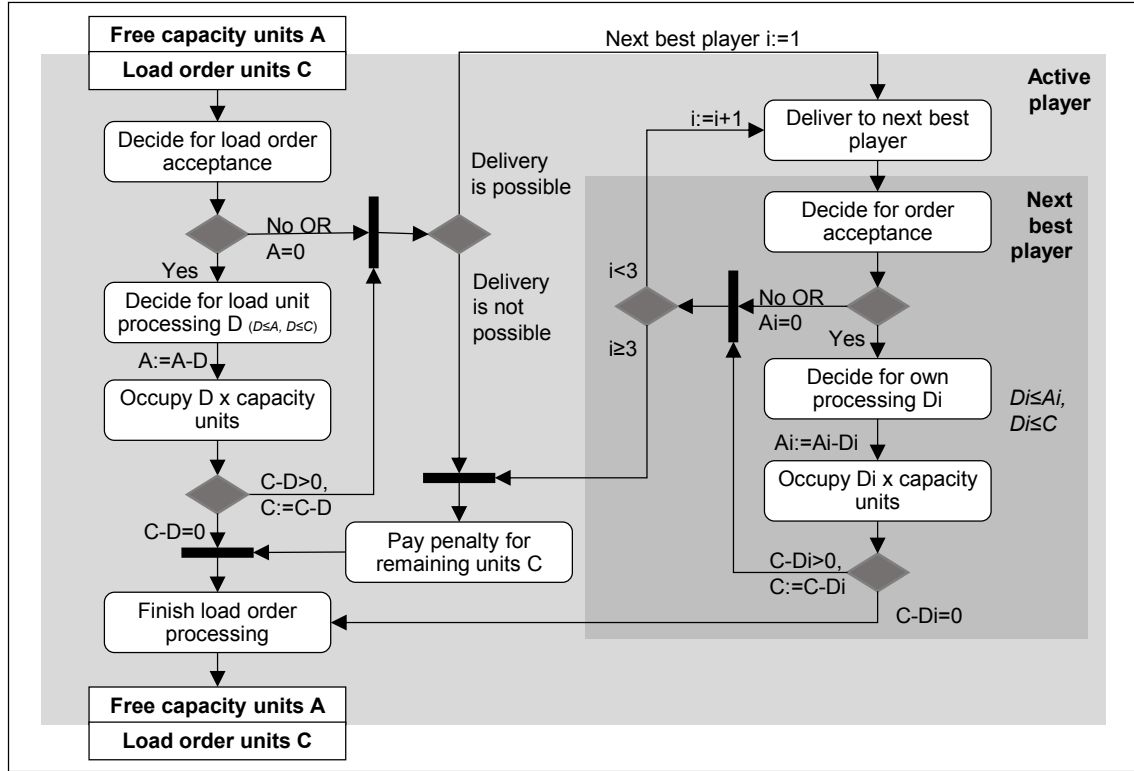 Free capacity units A
Load order units C
Decide for load order
acceptance
No OR
A=0
Yes
Decide for load unit
processing D (D≤A, D≤C)
A:=A-D
Occupy D x capacity
units
C-D>0,
C:=C-D
C-D=0
Finish load order
processing
Free capacity units A
Load order units C
Delivery
is possible
Delivery
is not
possible
Pay penalty for
remaining units C
Next best player i:=1
Active
player
i:=i+1
Deliver to next best
player
Next
best
player
Decide for order
acceptance
i<3
i≥3
No OR
Ai=0
Yes
Decide for own
processing Di
Di≤Ai,
Di≤C
Ai:=Ai-Di
Occupy Di x capacity
units
C-Di>0,
C:=C-Di
C-Di=0